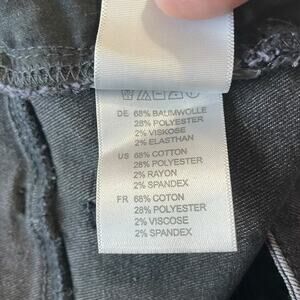 DE 68% BAUMWOLLE
28% POLYESTER
2% VISKOSE
2% ELASTHAN
US 68% COTTON
28% POLYESTER
2% RAYON
2% SPANDEX
FR 68% COTON
28% POLYESTER
2% VISCOSE
2% SPANDEX